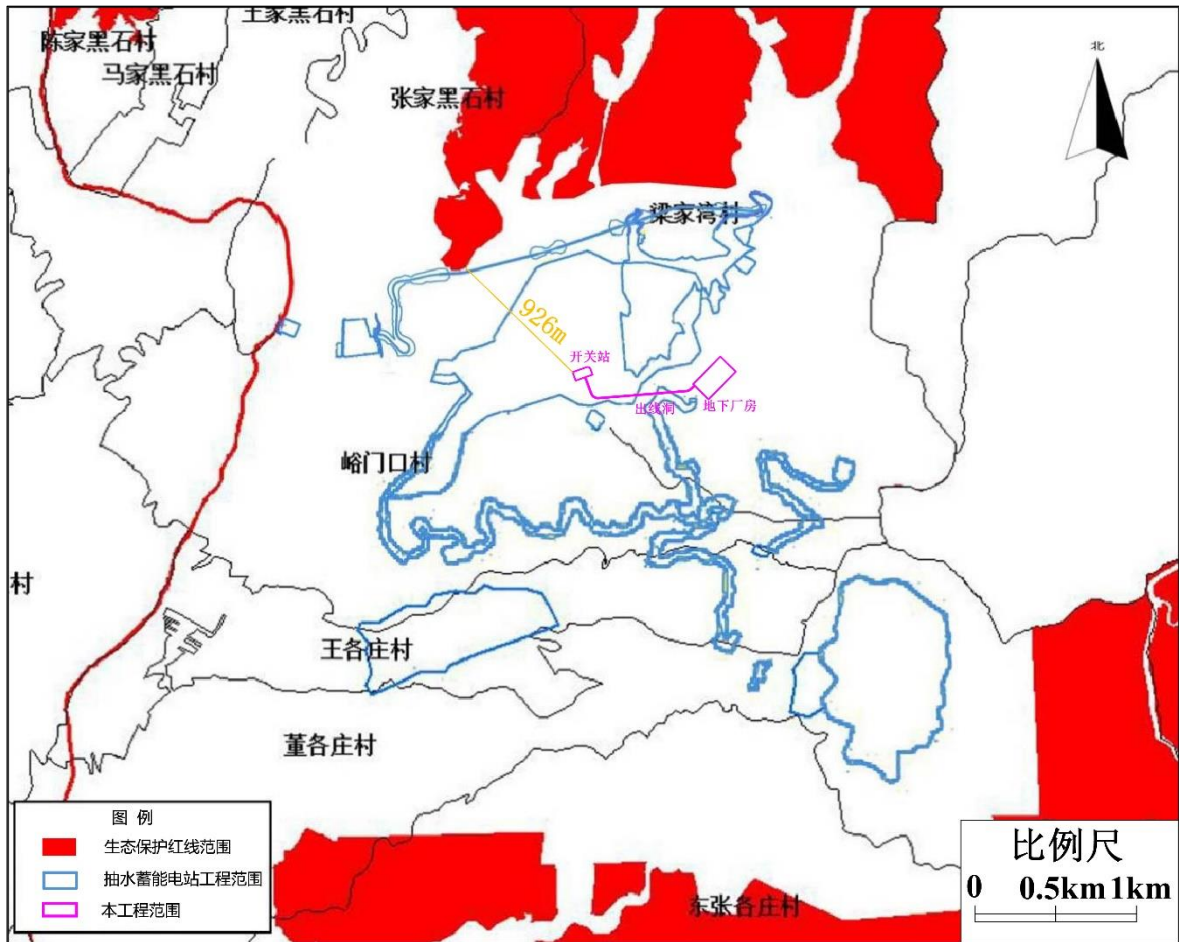 王家黑石村
陈家黑石村
马家黑石村
张家黑石村
北
梁家湾村
926m
开关站
出线洞
地下厂房
峪门口村
村
王各庄村
董各庄村
东张各庄村
图 例
生态保护红线范围
抽水蓄能电站工程范围
本工程范围
比例尺
0 0.5km 1km